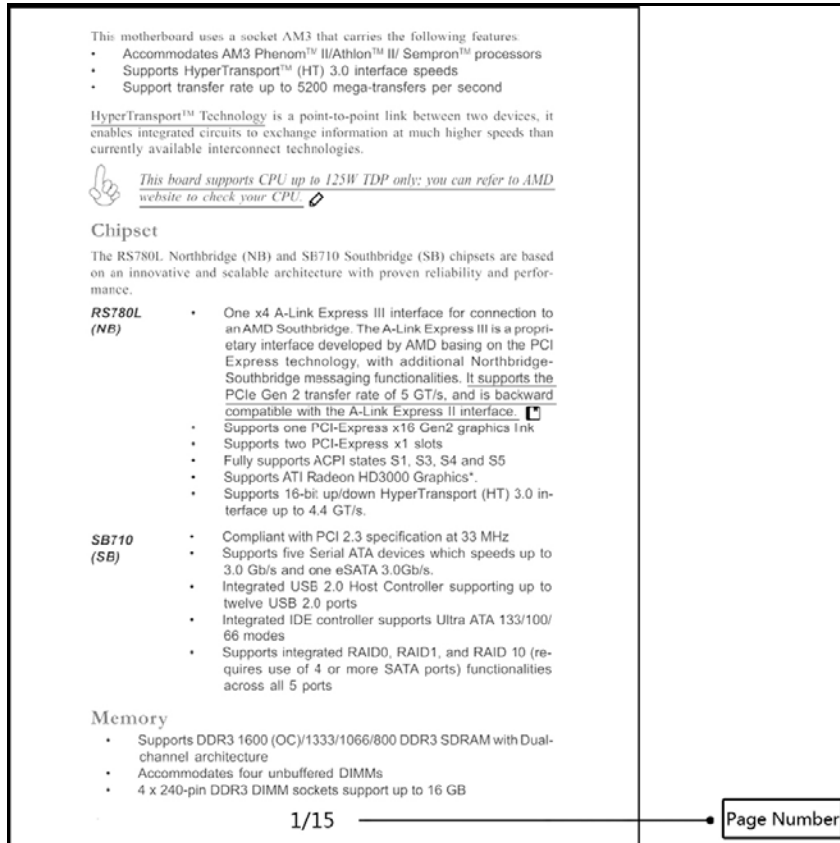 This motherboard uses a socket AM3 that carries the following features:
• Accommodates AM3 Phenom™ II/Athlon™ II/ Sempron™ processors
• Supports HyperTransport™ (HT) 3.0 interface speeds
• Support transfer rate up to 5200 mega-transfers per second
HyperTransport™ Technology is a point-to-point link between two devices, it
enables integrated circuits to exchange information at much higher speeds than
currently available interconnect technologies.
This board supports CPU up to 125W TDP only; you can refer to AMD
website to check your CPU.
Chipset
The RS780L Northbridge (NB) and SB710 Southbridge (SB) chipsets are based
on an innovative and scalable architecture with proven reliability and perfor-
mance.
RS780L • One x4 A-Link Express III interface for connection to
(NB) an AMD Southbridge. The A-Link Express III is a propri-
etary interface developed by AMD basing on the PCI
Express technology, with additional Northbridge-
Southbridge messaging functionalities. It supports the
PCIe Gen 2 transfer rate of 5 GT/s, and is backward
compatible with the A-Link Express II interface.
• Supports one PCI-Express x16 Gen2 graphics link
• Supports two PCI-Express x1 slots
• Fully supports ACPI states S1, S3, S4 and S5
• Supports ATI Radeon HD3000 Graphics*.
• Supports 16-bit up/down HyperTransport (HT) 3.0 in-
terface up to 4.4 GT/s.
SB710 • Compliant with PCI 2.3 specification at 33 MHz
(SB) • Supports five Serial ATA devices which speeds up to
3.0 Gb/s and one eSATA 3.0Gb/s.
• Integrated USB 2.0 Host Controller supporting up to
twelve USB 2.0 ports
• Integrated IDE controller supports Ultra ATA 133/100/
66 modes
• Supports integrated RAID0, RAID1, and RAID 10 (re-
quires use of 4 or more SATA ports) functionalities
across all 5 ports
Memory
• Supports DDR3 1600 (OC)/1333/1066/800 DDR3 SDRAM with Dual-
channel architecture
• Accommodates four unbuffered DIMMs
• 4 x 240-pin DDR3 DIMM sockets support up to 16 GB
1/15
Page Number